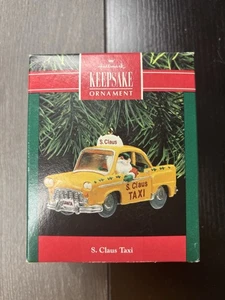 Hallmark
KEEPSAKE
ORNAMENT
S. Claus
S. Claus
TAXI
S. Claus Taxi